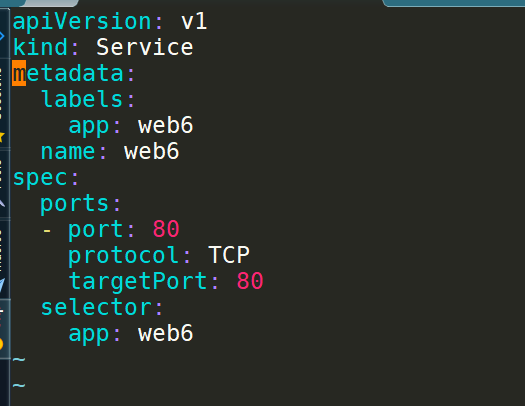 apiVersion: v1
kind: Service
metadata:
  labels:
    app: web6
  name: web6
spec:
  ports:
  - port: 80
    protocol: TCP
    targetPort: 80
  selector:
    app: web6
~
~